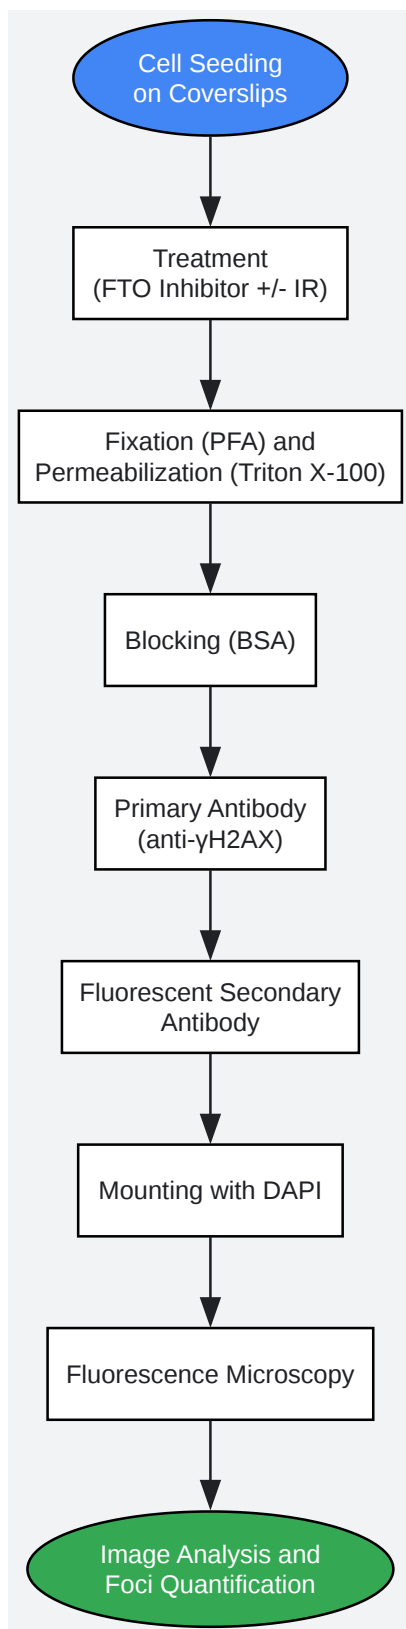 Cell Seeding
on Coverslips
Treatment
(FTO Inhibitor +/- IR)
Fixation (PFA) and
Permeabilization (Triton X-100)
Blocking (BSA)
Primary Antibody
(anti-γH2AX)
Fluorescent Secondary
Antibody
Mounting with DAPI
Fluorescence Microscopy
Image Analysis and
Foci Quantification